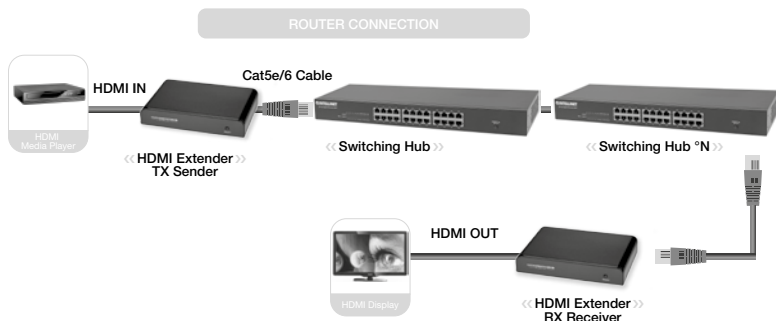 ROUTER CONNECTION
HDMI IN
Cat5e/6 Cable
HDMI
Media Player
‹‹ HDMI Extender ››
TX Sender
‹‹ Switching Hub ››
‹‹ Switching Hub °N ››
HDMI OUT
HDMI Display
‹‹ HDMI Extender ››
RX Receiver